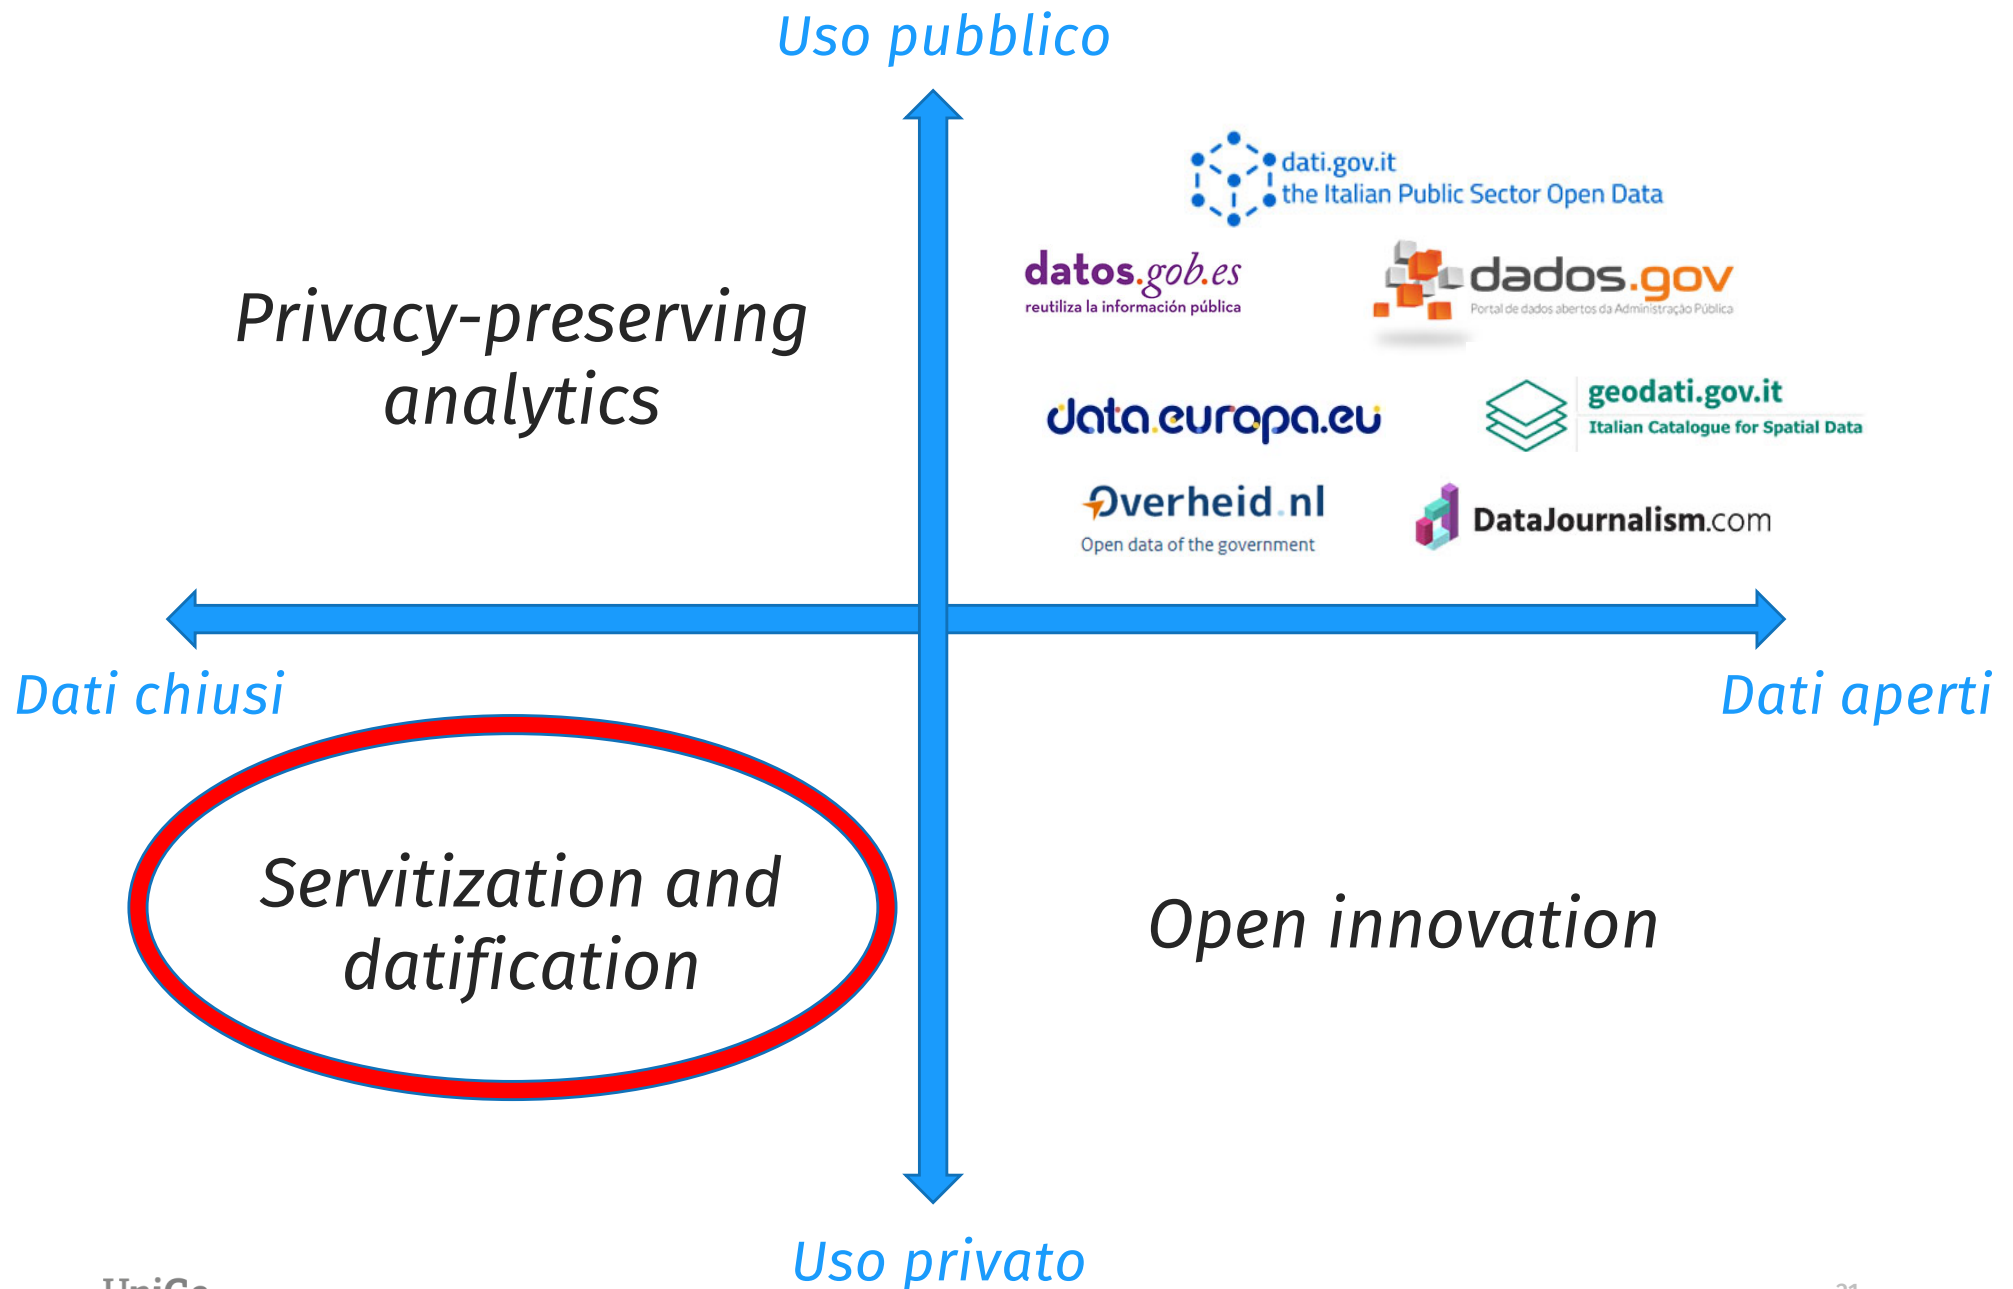 Uso pubblico
dati.gov.it
the Italian Public Sector Open Data
datos.gob.es
reutiliza la información pública
dados.gov
Portal de dados abertos da Administração Pública
Privacy-preserving
analytics
data.europa.eu
geodati.gov.it
Italian Catalogue for Spatial Data
Overheid.nl
Open data of the government
DataJournalism.com
Dati chiusi
Dati aperti
Servitization and
datification
Open innovation
Uso privato